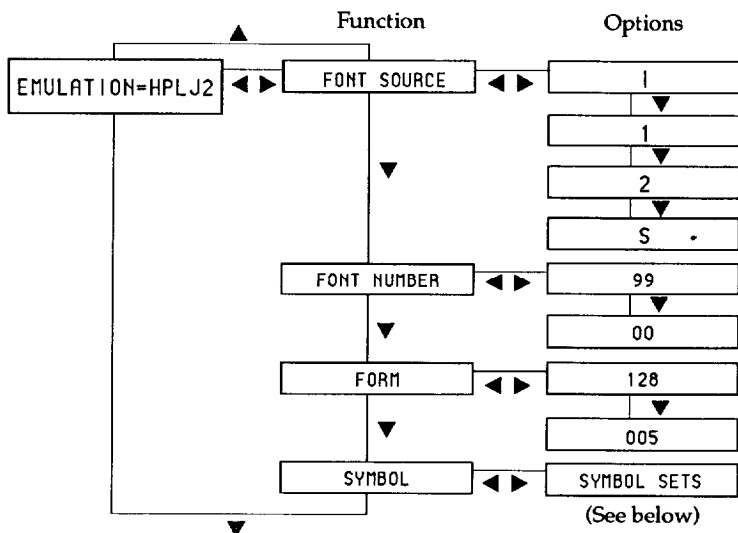 Function Options
EMULATION=HPLJ2 FONT SOURCE I
1
2
S
FONT NUMBER 99
00
FORM 128
005
SYMBOL SYMBOL SETS
(See below)